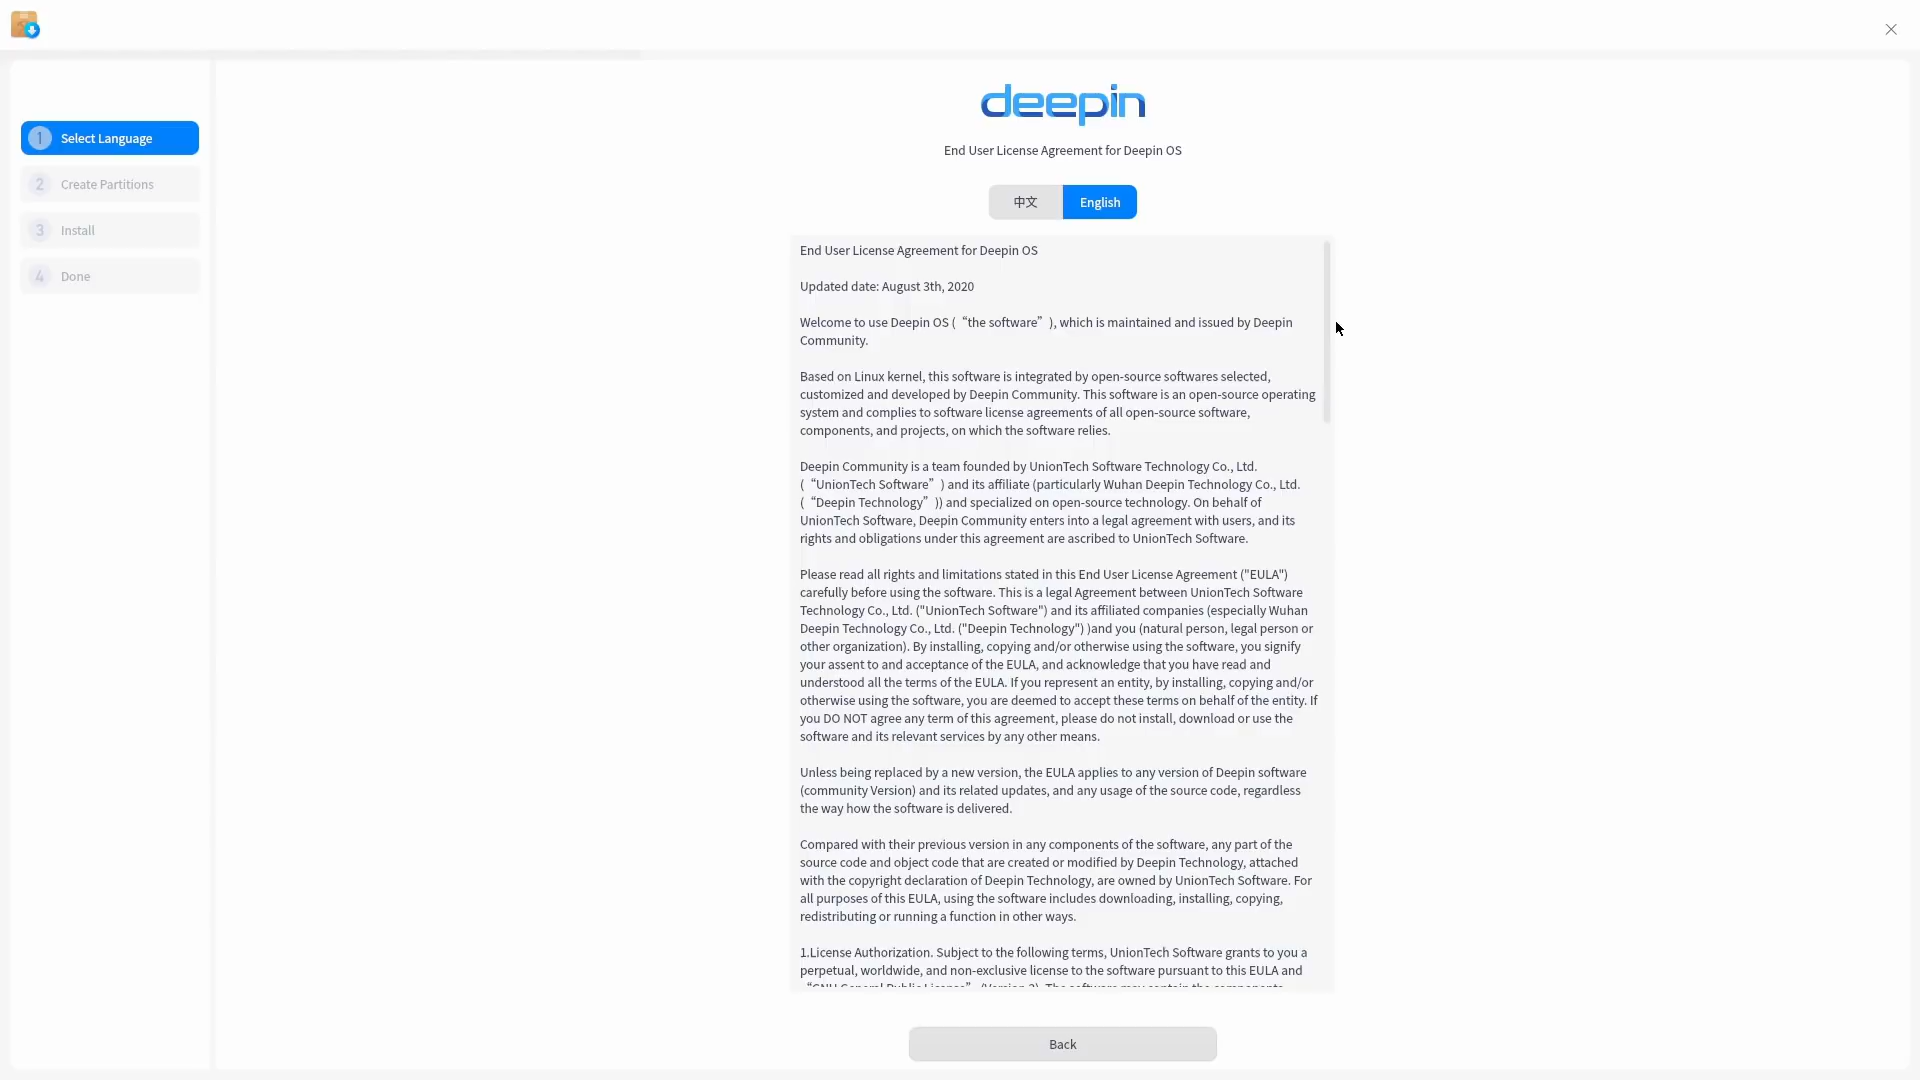 1 Select Language
2 Create Partitions
3 Install
4 Done
deepin
End User License Agreement for Deepin OS
中文 English
End User License Agreement for Deepin OS
Updated date: August 3th, 2020
Welcome to use Deepin OS (“the software”), which is maintained and issued by Deepin
Community.
Based on Linux kernel, this software is integrated by open-source softwares selected,
customized and developed by Deepin Community. This software is an open-source operating
system and complies to software license agreements of all open-source software,
components, and projects, on which the software relies.
Deepin Community is a team founded by UnionTech Software Technology Co., Ltd.
(“UnionTech Software”) and its affiliate (particularly Wuhan Deepin Technology Co., Ltd.
(“Deepin Technology”)) and specialized on open-source technology. On behalf of
UnionTech Software, Deepin Community enters into a legal agreement with users, and its
rights and obligations under this agreement are ascribed to UnionTech Software.
Please read all rights and limitations stated in this End User License Agreement ("EULA")
carefully before using the software. This is a legal Agreement between UnionTech Software
Technology Co., Ltd. ("UnionTech Software") and its affiliated companies (especially Wuhan
Deepin Technology Co., Ltd. ("Deepin Technology") )and you (natural person, legal person or
other organization). By installing, copying and/or otherwise using the software, you signify
your assent to and acceptance of the EULA, and acknowledge that you have read and
understood all the terms of the EULA. If you represent an entity, by installing, copying and/or
otherwise using the software, you are deemed to accept these terms on behalf of the entity. If
you DO NOT agree any term of this agreement, please do not install, download or use the
software and its relevant services by any other means.
Unless being replaced by a new version, the EULA applies to any version of Deepin software
(community Version) and its related updates, and any usage of the source code, regardless
the way how the software is delivered.
Compared with their previous version in any components of the software, any part of the
source code and object code that are created or modified by Deepin Technology, attached
with the copyright declaration of Deepin Technology, are owned by UnionTech Software. For
all purposes of this EULA, using the software includes downloading, installing, copying,
redistributing or running a function in other ways.
1.License Authorization. Subject to the following terms, UnionTech Software grants to you a
perpetual, worldwide, and non-exclusive license to the software pursuant to this EULA and
“GNU General Public License” (Version 3). The software may contain the components
Back